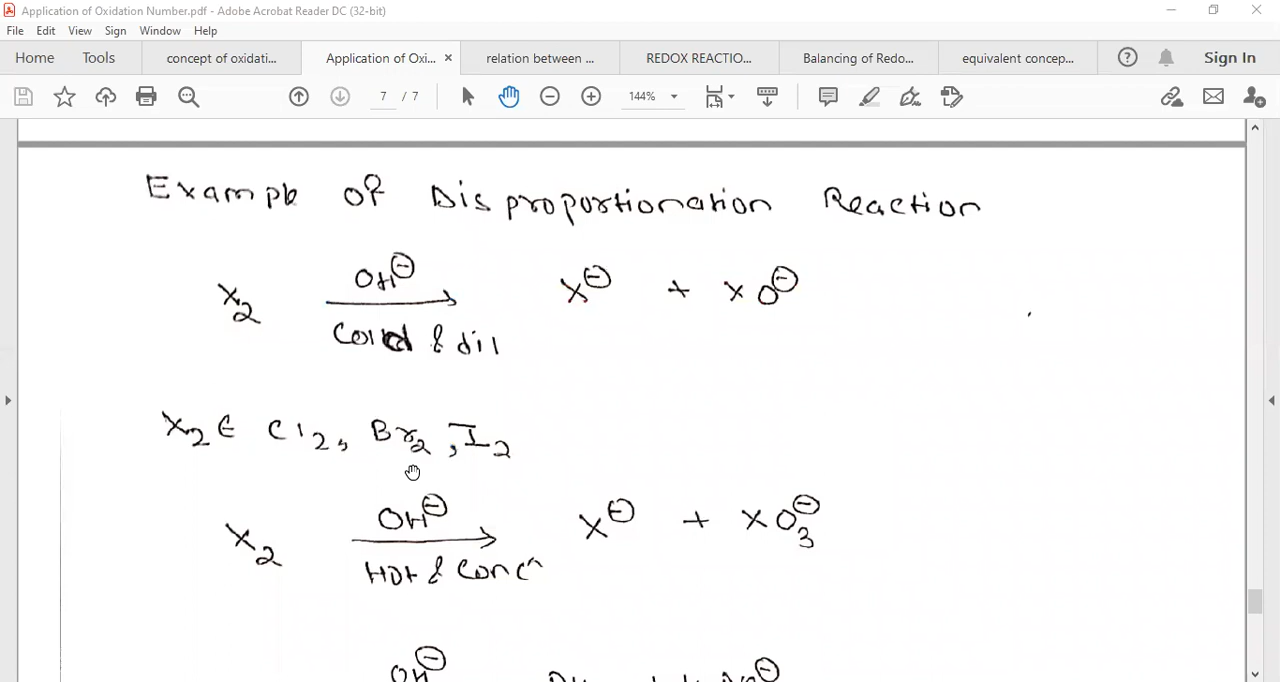 Application of Oxidation Number.pdf - Adobe Acrobat Reader DC (32-bit)
File Edit View Sign Window Help
Home Tools concept of oxidati... Application of Oxi... × relation between ... REDOX REACTIO... Balancing of Redo... equivalent concep... Sign In
7 / 7 144%
Example of Disproportionation Reaction
OH⊖
X₂ → X⊖ + XO⊖
Cold & dil
X₂ ∈ Cl₂, Br₂, I₂
OH⊖
X₂ → X⊖ + XO₃⊖
Hot & Conc^n
OH⊖